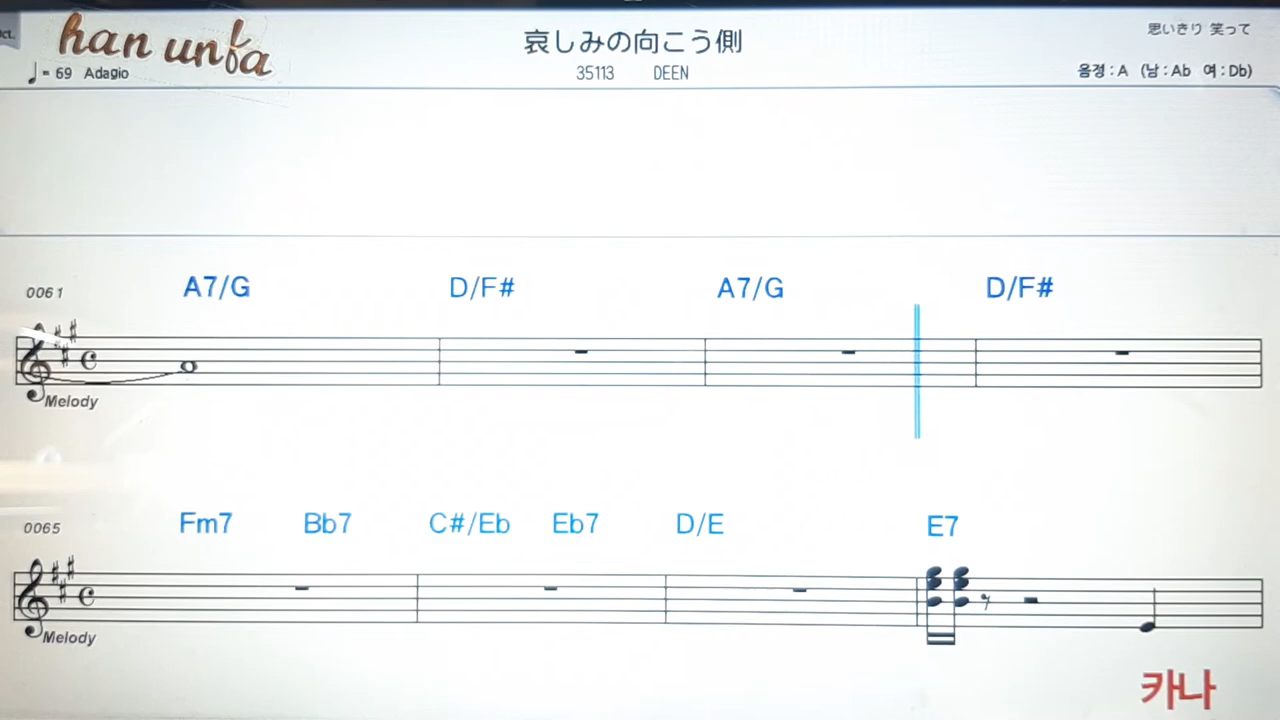 ct.
han unfa
哀しみの向こう側
思いきり 笑って
♩= 69 Adagio
35113 DEEN
음정 : A (남 : Ab 여 : Db)
0061 A7/G D/F# A7/G D/F#
Melody
0065 Fm7 Bb7 C#/Eb Eb7 D/E E7
Melody
카나